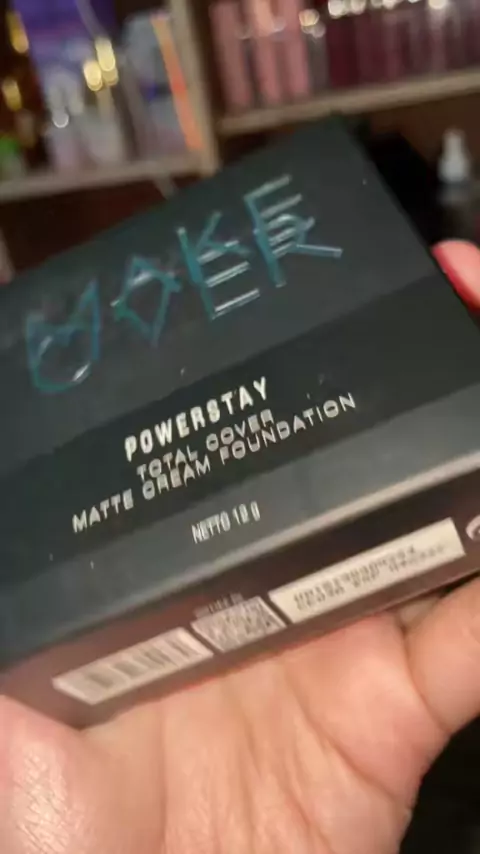 MAKE
OVER
POWERSTAY
TOTAL COVER
MATTE CREAM FOUNDATION
NETTO 12 g